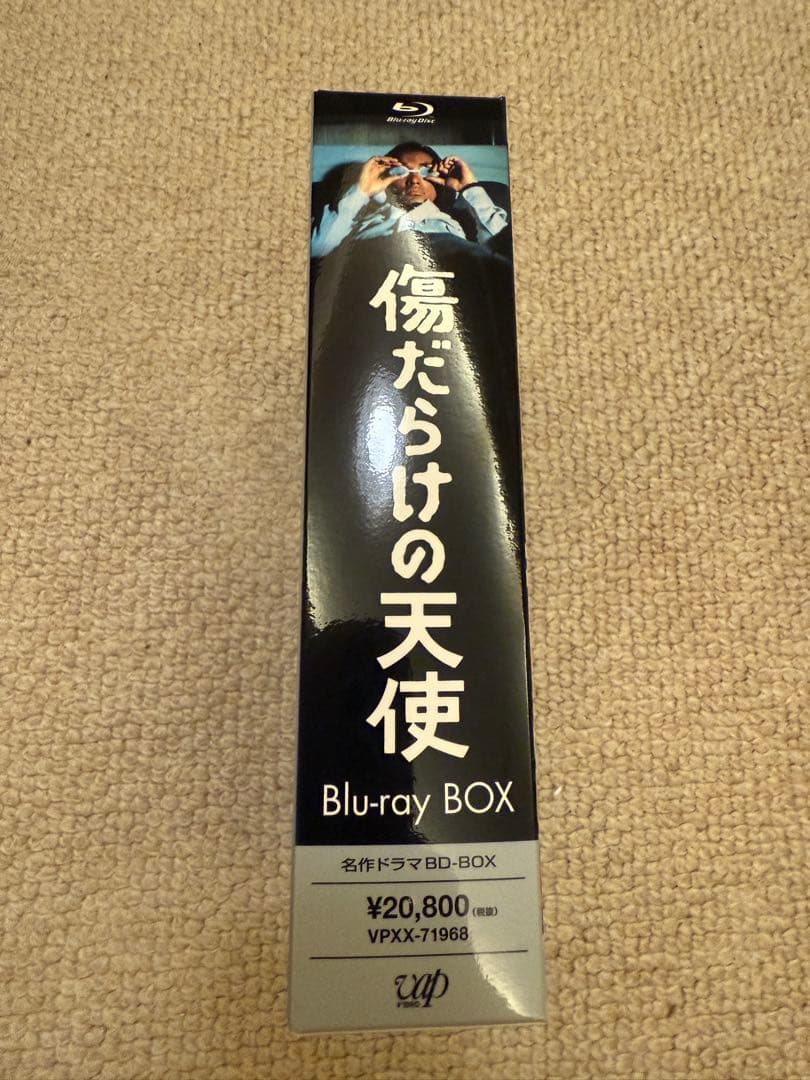 Blu-ray Disc
傷だらけの天使
Blu-ray BOX
名作ドラマBD-BOX
¥20,800(税抜)
VPXX-71968
vap
VIDEO